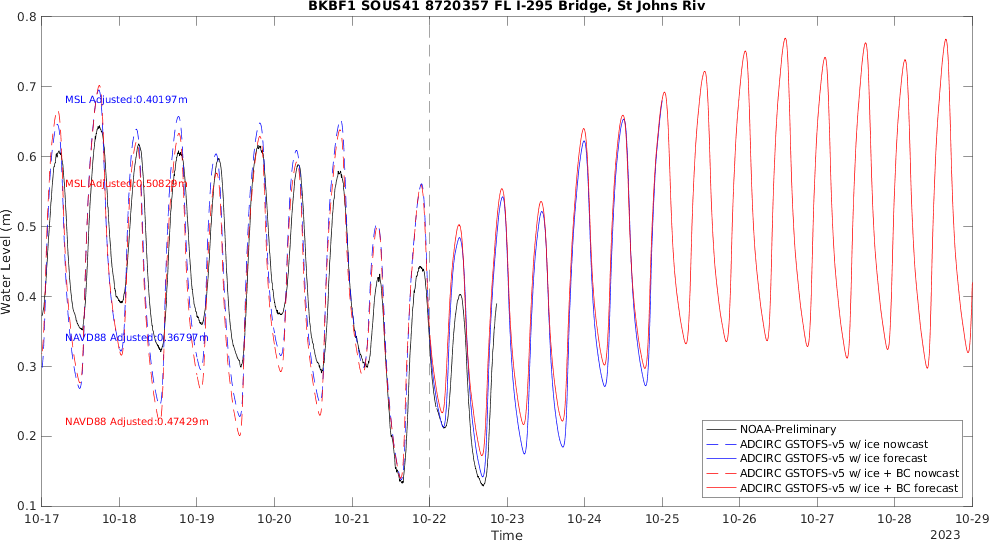 BKBF1 SOUS41 8720357 FL I-295 Bridge, St Johns Riv
0.8
0.7
0.6
0.5
0.4
0.3
0.2
0.1
Water Level (m)
MSL Adjusted:0.40197m
MSL Adjusted:0.50829m
NAVD88 Adjusted:0.36797m
NAVD88 Adjusted:0.47429m
NOAA-Preliminary
ADCIRC GSTOFS-v5 w/ ice nowcast
ADCIRC GSTOFS-v5 w/ ice forecast
ADCIRC GSTOFS-v5 w/ ice + BC nowcast
ADCIRC GSTOFS-v5 w/ ice + BC forecast
10-17 10-18 10-19 10-20 10-21 10-22 10-23 10-24 10-25 10-26 10-27 10-28 10-29
Time
2023